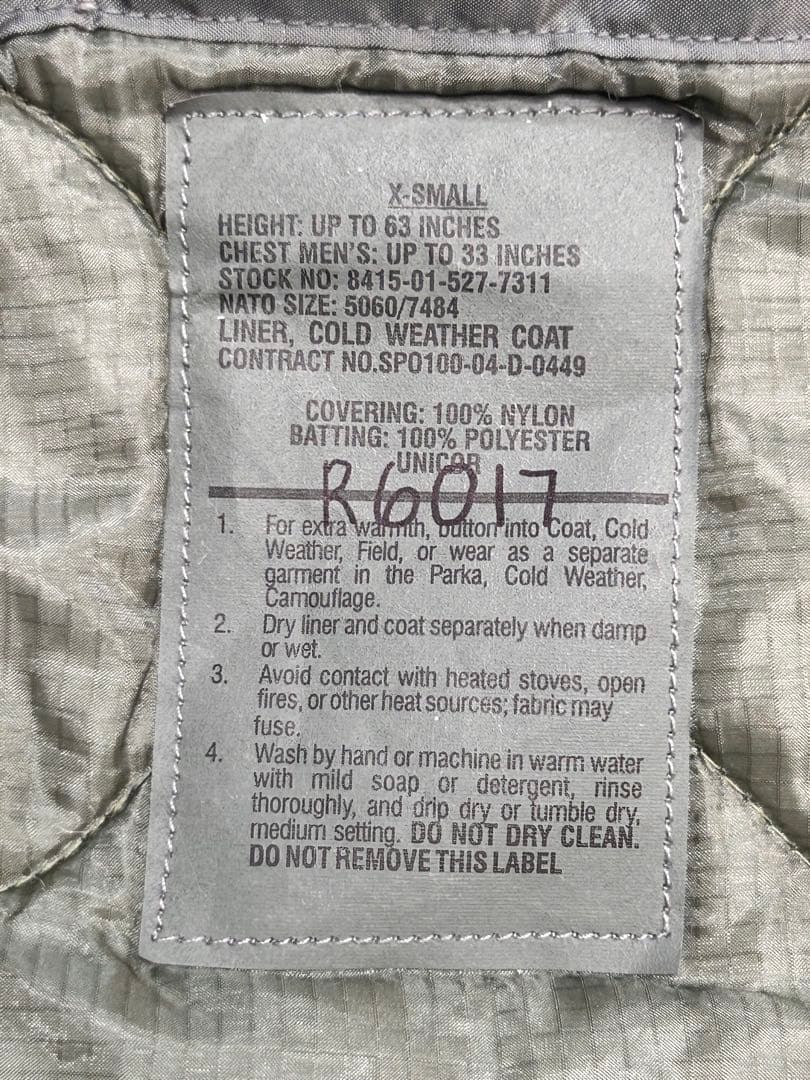 X-SMALL
HEIGHT: UP TO 63 INCHES
CHEST MEN'S: UP TO 33 INCHES
STOCK NO: 8415-01-527-7311
NATO SIZE: 5060/7484
LINER, COLD WEATHER COAT
CONTRACT NO.SPO100-04-D-0449
COVERING: 100% NYLON
BATTING: 100% POLYESTER
UNICOR
R6017
1. For extra warmth, button into Coat, Cold
Weather, Field, or wear as a separate
garment in the Parka, Cold Weather,
Camouflage.
2. Dry liner and coat separately when damp
or wet.
3. Avoid contact with heated stoves, open
fires, or other heat sources; fabric may
fuse.
4. Wash by hand or machine in warm water
with mild soap or detergent, rinse
thoroughly, and drip dry or tumble dry,
medium setting. DO NOT DRY CLEAN.
DO NOT REMOVE THIS LABEL